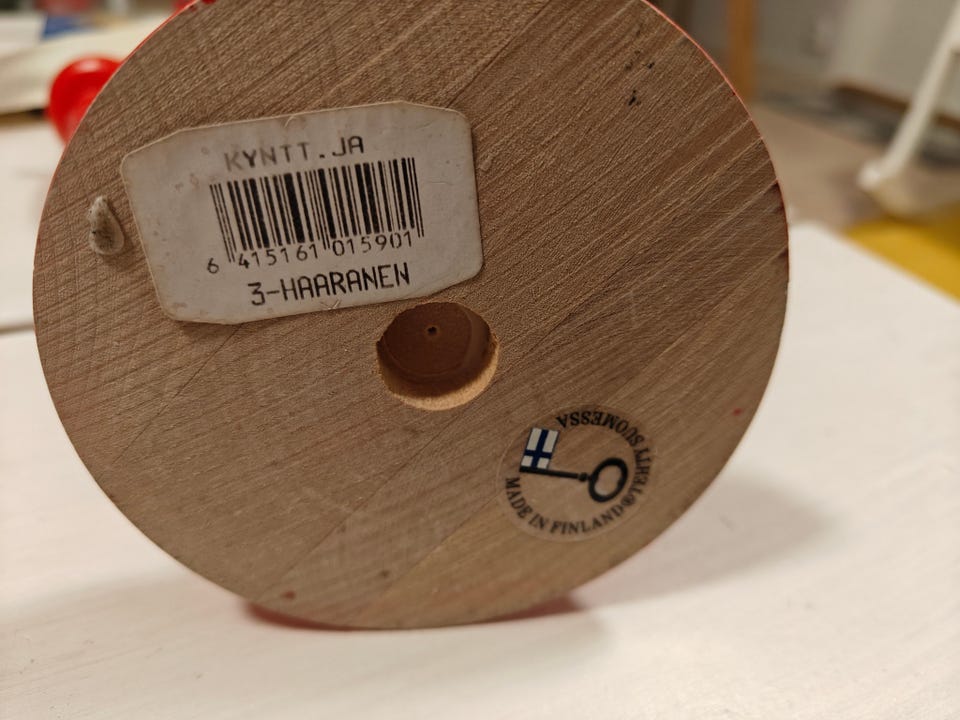 KYNTT.JA
6 415161 015901
3-HAARANEN
MADE IN FINLAND®TEHTY SUOMESSA